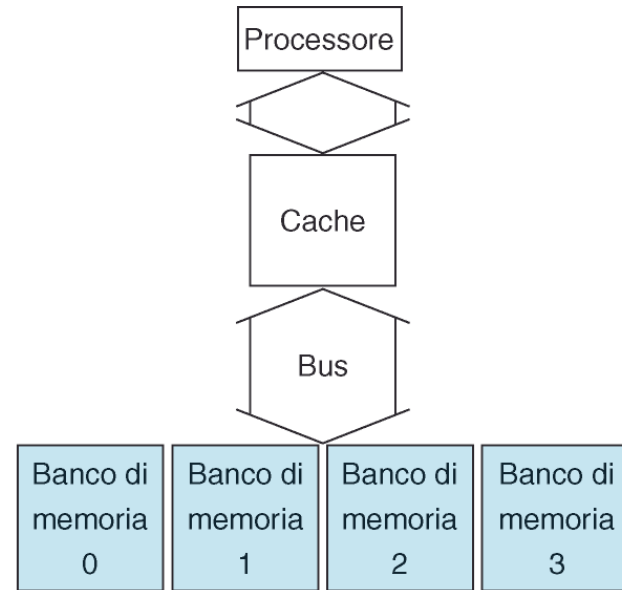 Processore
Cache
Bus
Banco di
memoria
0
Banco di
memoria
1
Banco di
memoria
2
Banco di
memoria
3